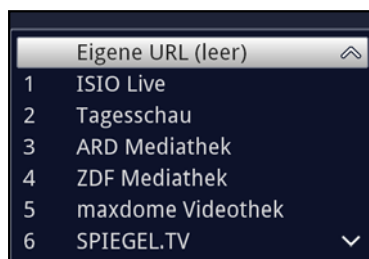 Eigene URL (leer)
1 ISIO Live
2 Tagesschau
3 ARD Mediathek
4 ZDF Mediathek
5 maxdome Videothek
6 SPIEGEL.TV